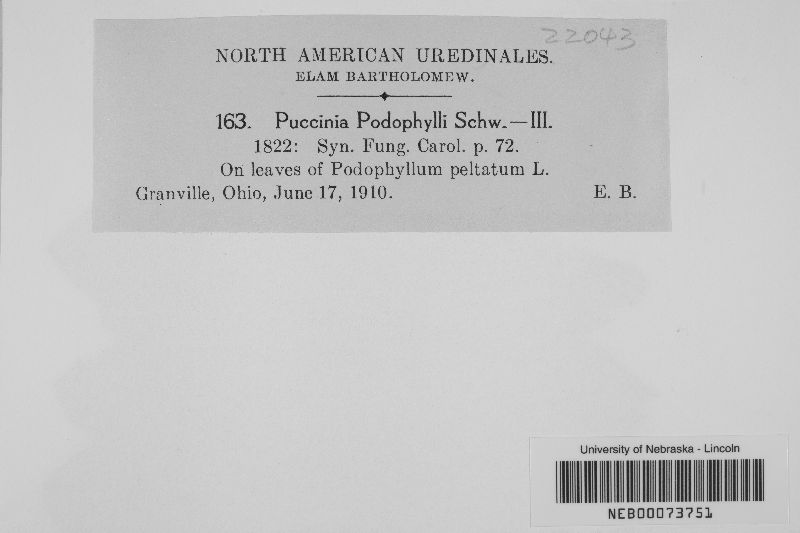 22043
NORTH AMERICAN UREDINALES.
ELAM BARTHOLOMEW.
163. Puccinia Podophylli Schw.—III.
1822: Syn. Fung. Carol. p. 72.
On leaves of Podophyllum peltatum L.
Granville, Ohio, June 17, 1910. E. B.
University of Nebraska - Lincoln
NEB00073751